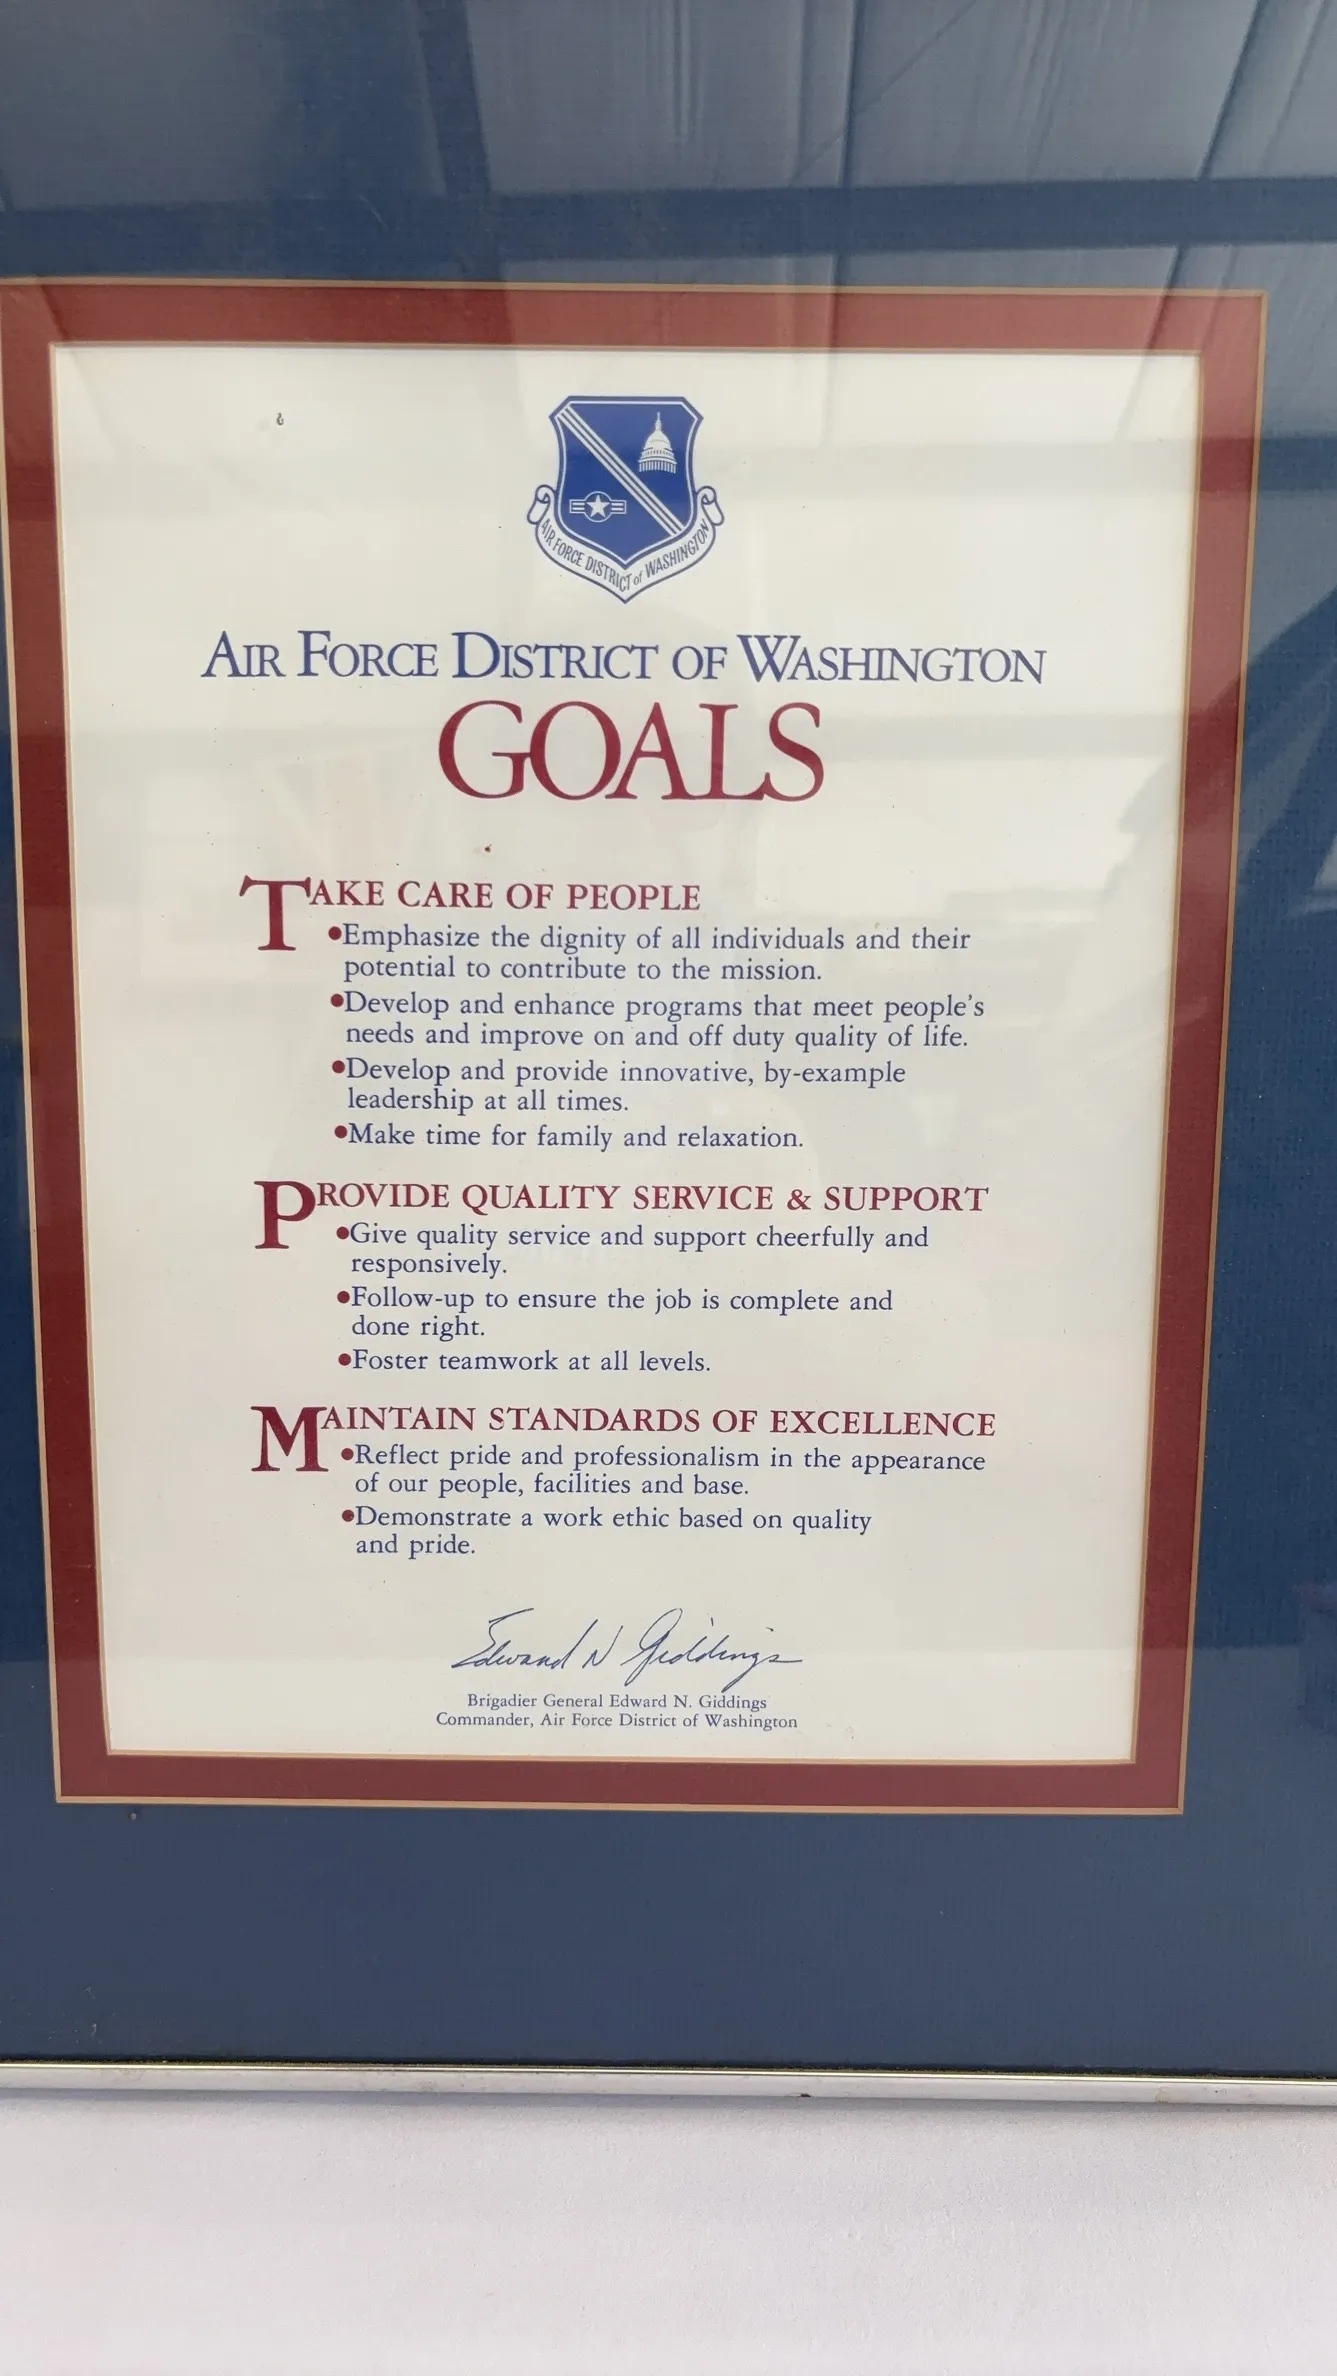 AIR FORCE DISTRICT of WASHINGTON
AIR FORCE DISTRICT OF WASHINGTON
GOALS
TAKE CARE OF PEOPLE
•Emphasize the dignity of all individuals and their
potential to contribute to the mission.
•Develop and enhance programs that meet people's
needs and improve on and off duty quality of life.
•Develop and provide innovative, by-example
leadership at all times.
•Make time for family and relaxation.
PROVIDE QUALITY SERVICE & SUPPORT
•Give quality service and support cheerfully and
responsively.
•Follow-up to ensure the job is complete and
done right.
•Foster teamwork at all levels.
MAINTAIN STANDARDS OF EXCELLENCE
•Reflect pride and professionalism in the appearance
of our people, facilities and base.
•Demonstrate a work ethic based on quality
and pride.
Edward N Giddings
Brigadier General Edward N. Giddings
Commander, Air Force District of Washington